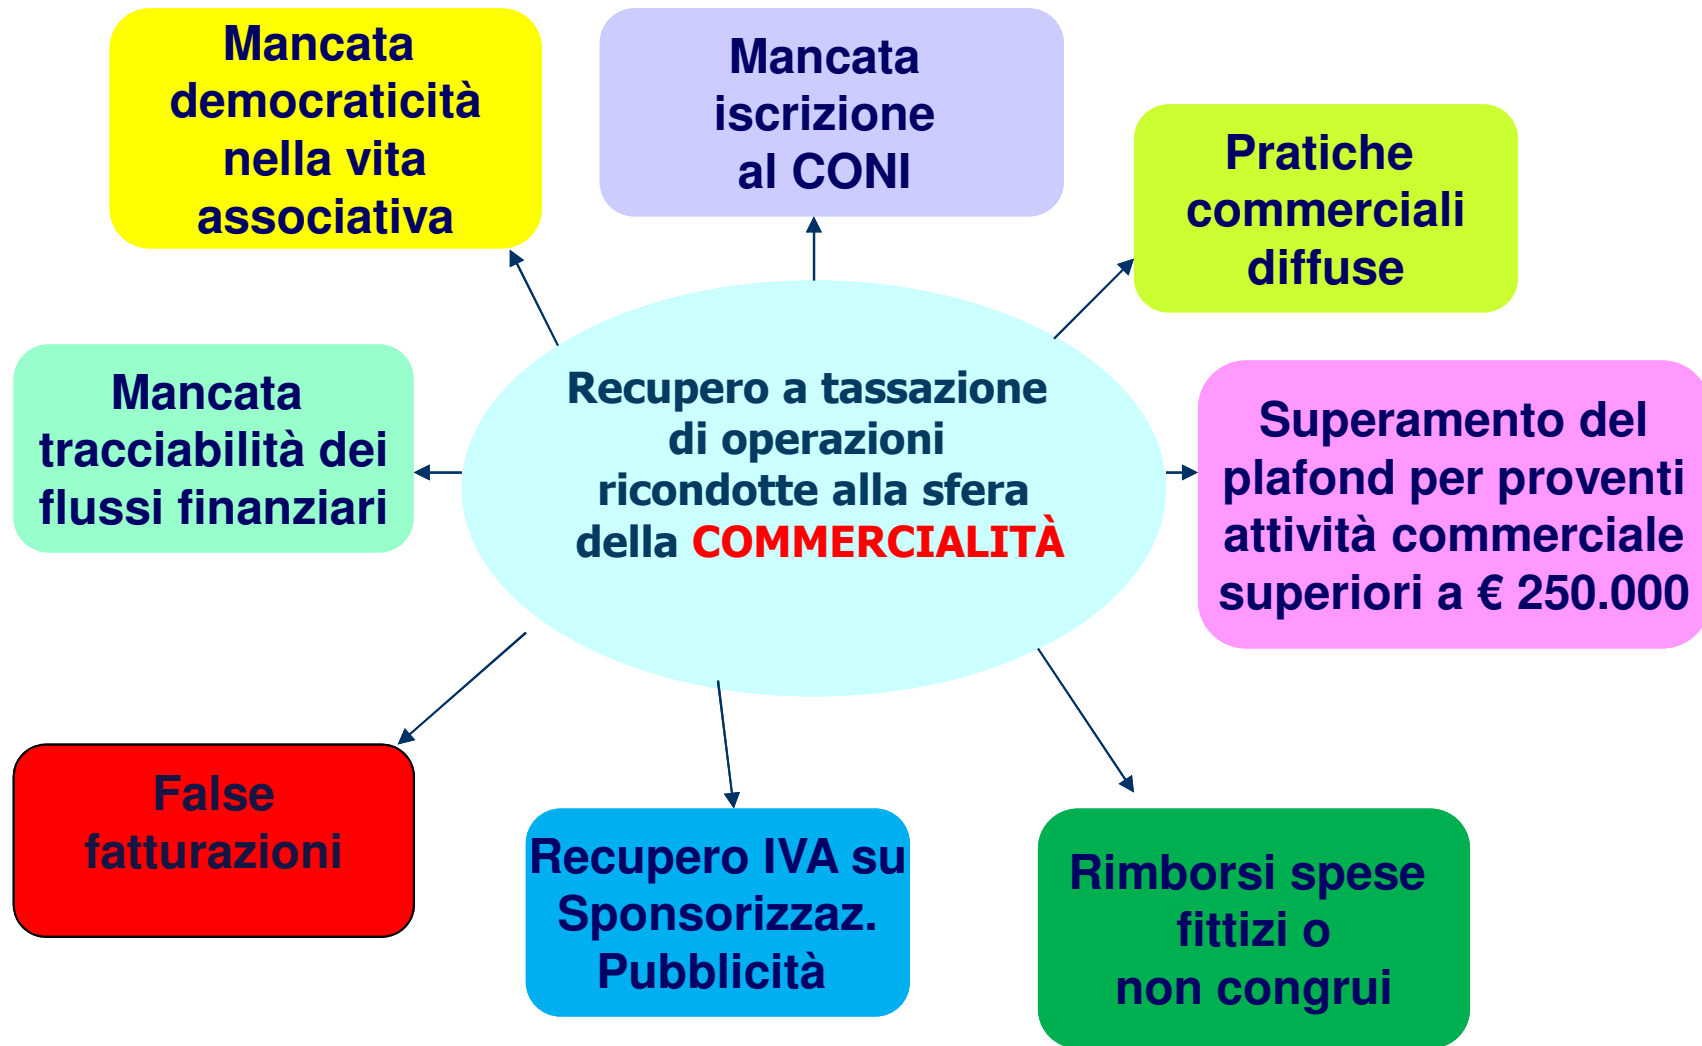 Mancata
democraticità
nella vita
associativa
Mancata
iscrizione
al CONI
Pratiche
commerciali
diffuse
Mancata
tracciabilità dei
flussi finanziari
Recupero a tassazione
di operazioni
ricondotte alla sfera
della COMMERCIALITÀ
Superamento del
plafond per proventi
attività commerciale
superiori a € 250.000
False
fatturazioni
Recupero IVA su
Sponsorizzaz.
Pubblicità
Rimborsi spese
fittizi o
non congrui